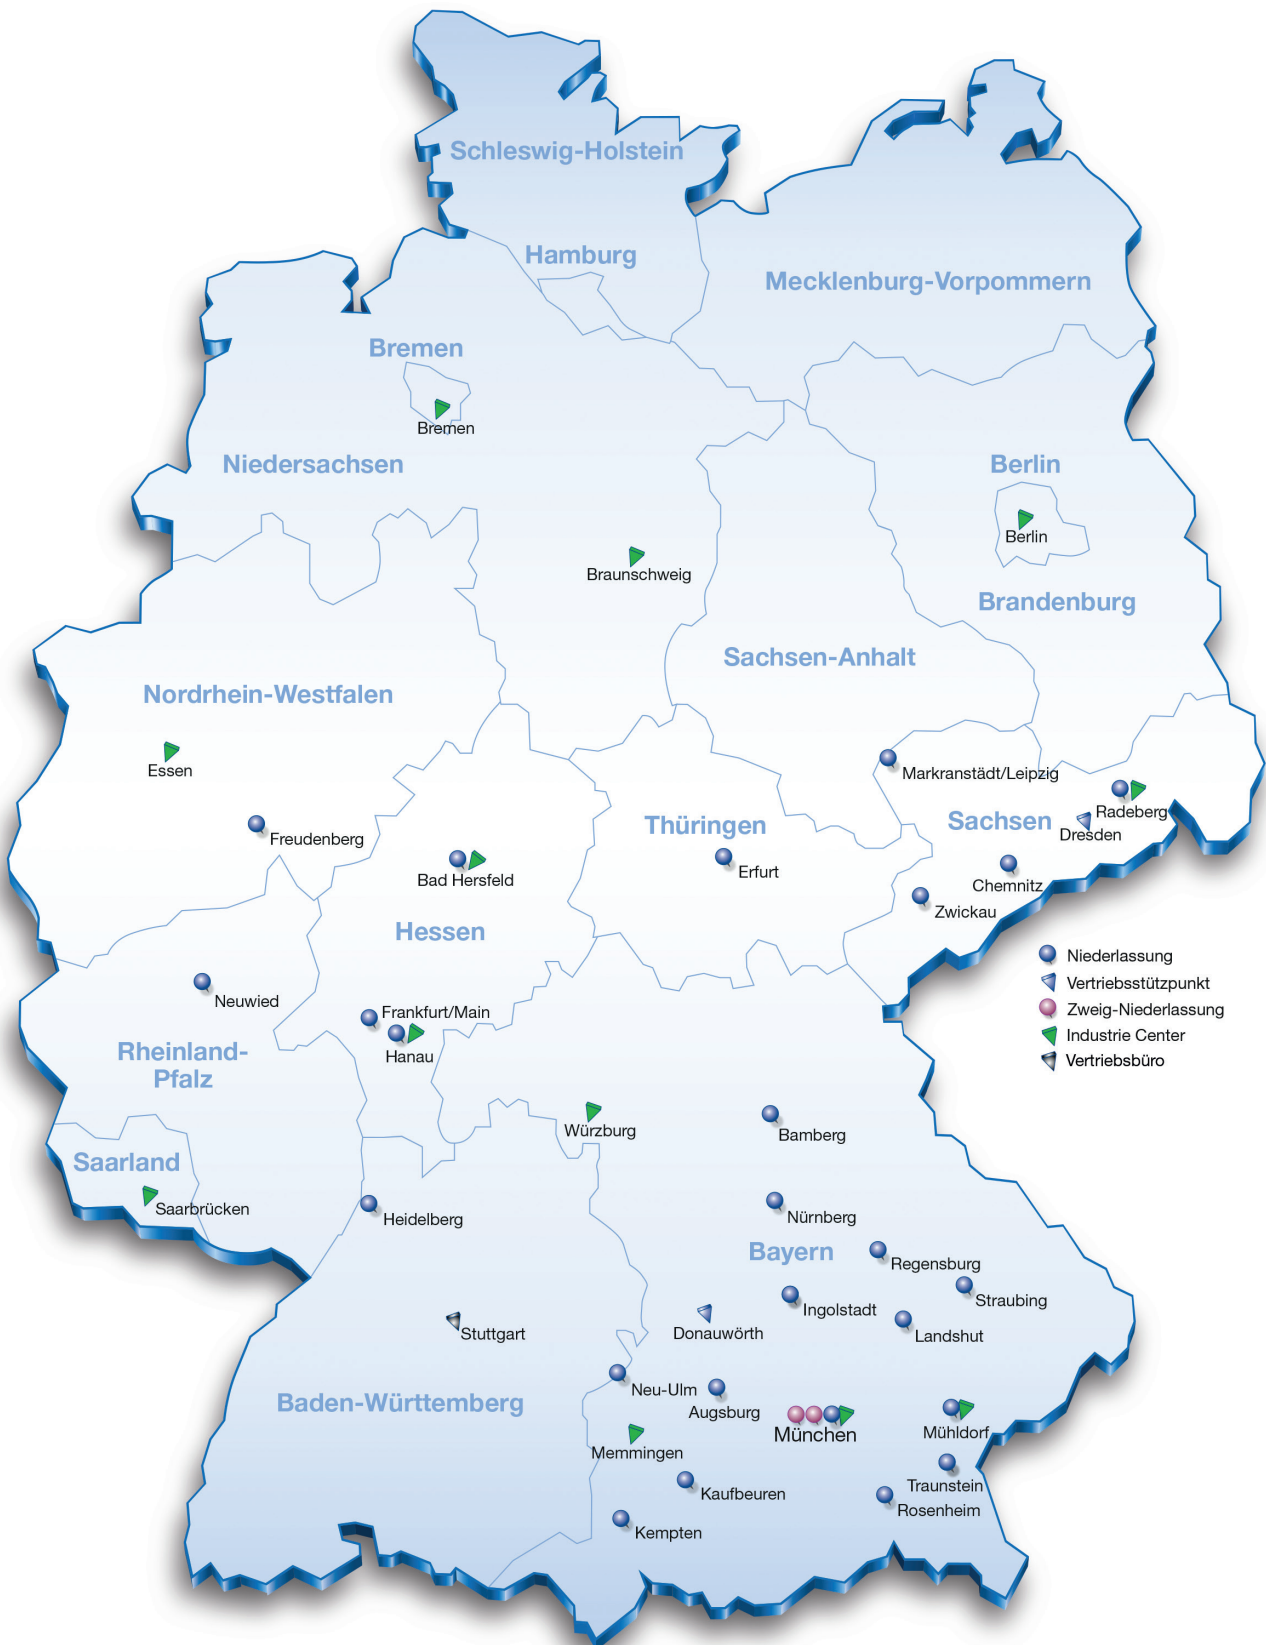 Schleswig-Holstein
Hamburg
Mecklenburg-Vorpommern
Bremen
Bremen
Niedersachsen
Berlin
Berlin
Braunschweig
Brandenburg
Sachsen-Anhalt
Nordrhein-Westfalen
Essen
Markranstädt/Leipzig
Radeberg
Sachsen
Dresden
Thüringen
Freudenberg
Bad Hersfeld
Erfurt
Chemnitz
Zwickau
Hessen
Niederlassung
Vertriebsstützpunkt
Zweig-Niederlassung
Industrie Center
Vertriebsbüro
Neuwied
Frankfurt/Main
Hanau
Rheinland-
Pfalz
Würzburg
Bamberg
Saarland
Saarbrücken
Heidelberg
Nürnberg
Bayern
Regensburg
Straubing
Ingolstadt
Landshut
Donauwörth
Stuttgart
Neu-Ulm
Baden-Württemberg
Augsburg
München
Mühldorf
Memmingen
Traunstein
Kaufbeuren
Rosenheim
Kempten